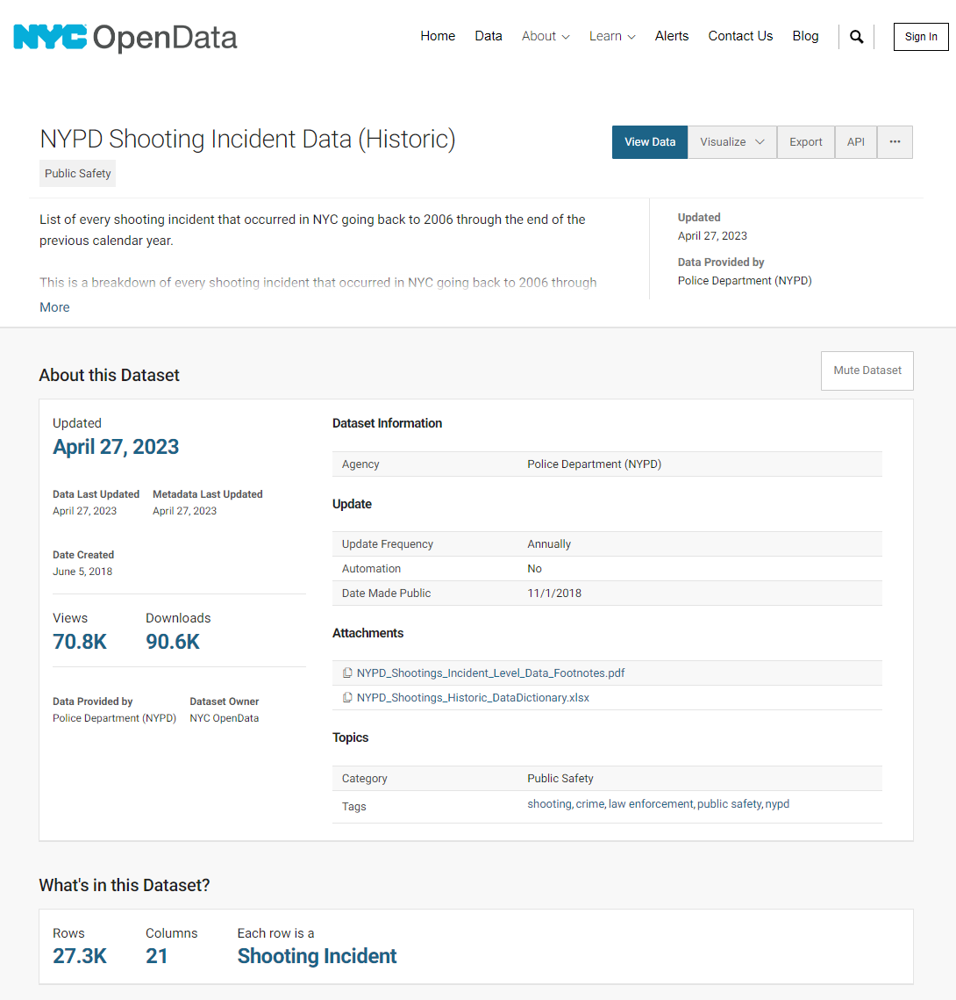 NYC OpenData
Home Data About Learn Alerts Contact Us Blog Sign In
NYPD Shooting Incident Data (Historic)
View Data Visualize Export API ···
Public Safety
List of every shooting incident that occurred in NYC going back to 2006 through the end of the
previous calendar year.
This is a breakdown of every shooting incident that occurred in NYC going back to 2006 through
More
Updated
April 27, 2023
Data Provided by
Police Department (NYPD)
About this Dataset
Mute Dataset
Updated
April 27, 2023
Data Last Updated Metadata Last Updated
April 27, 2023 April 27, 2023
Date Created
June 5, 2018
Views Downloads
70.8K 90.6K
Data Provided by Dataset Owner
Police Department (NYPD) NYC OpenData
Dataset Information
Agency Police Department (NYPD)
Update
Update Frequency Annually
Automation No
Date Made Public 11/1/2018
Attachments
NYPD_Shootings_Incident_Level_Data_Footnotes.pdf
NYPD_Shootings_Historic_DataDictionary.xlsx
Topics
Category Public Safety
Tags shooting, crime, law enforcement, public safety, nypd
What's in this Dataset?
Rows Columns Each row is a
27.3K 21 Shooting Incident